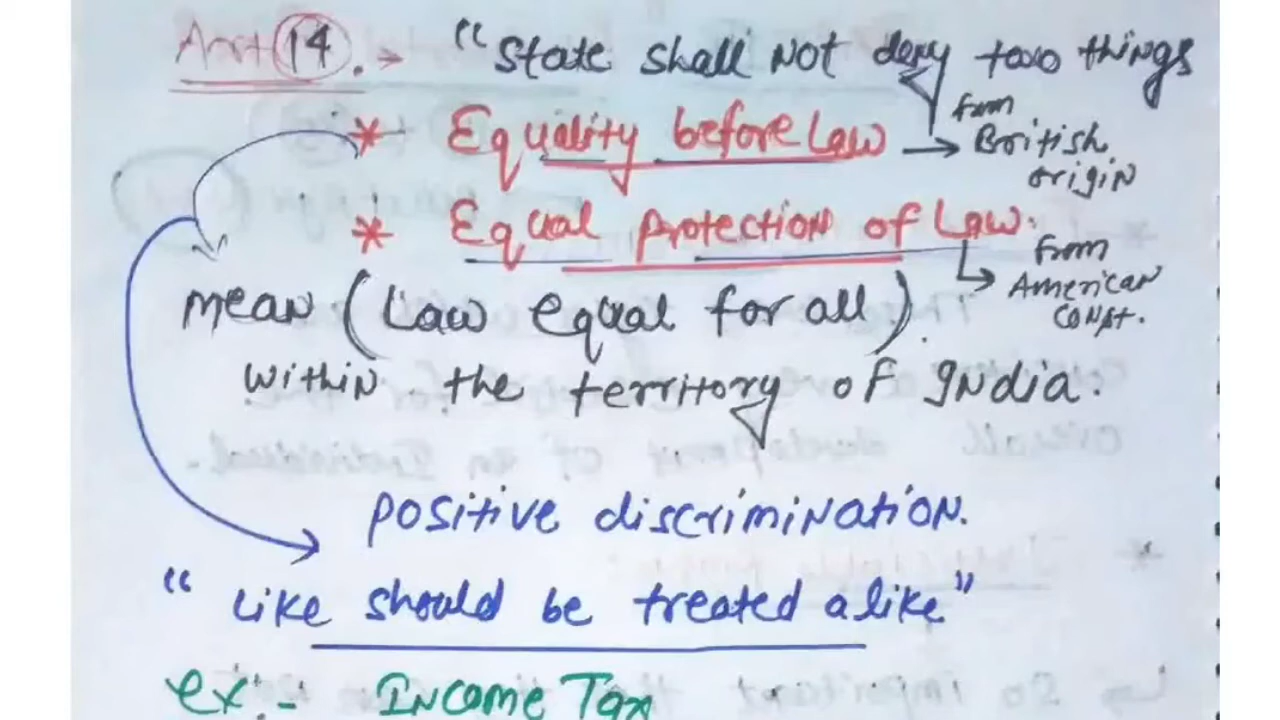 Art 14. → "State shall NOT deny two things
* Equality before Law → from British origin
* Equal protection of Law. → from American const.
mean (Law equal for all)
within the territory of India.
positive discrimination.
"Like should be treated alike"
ex:- Income Tax